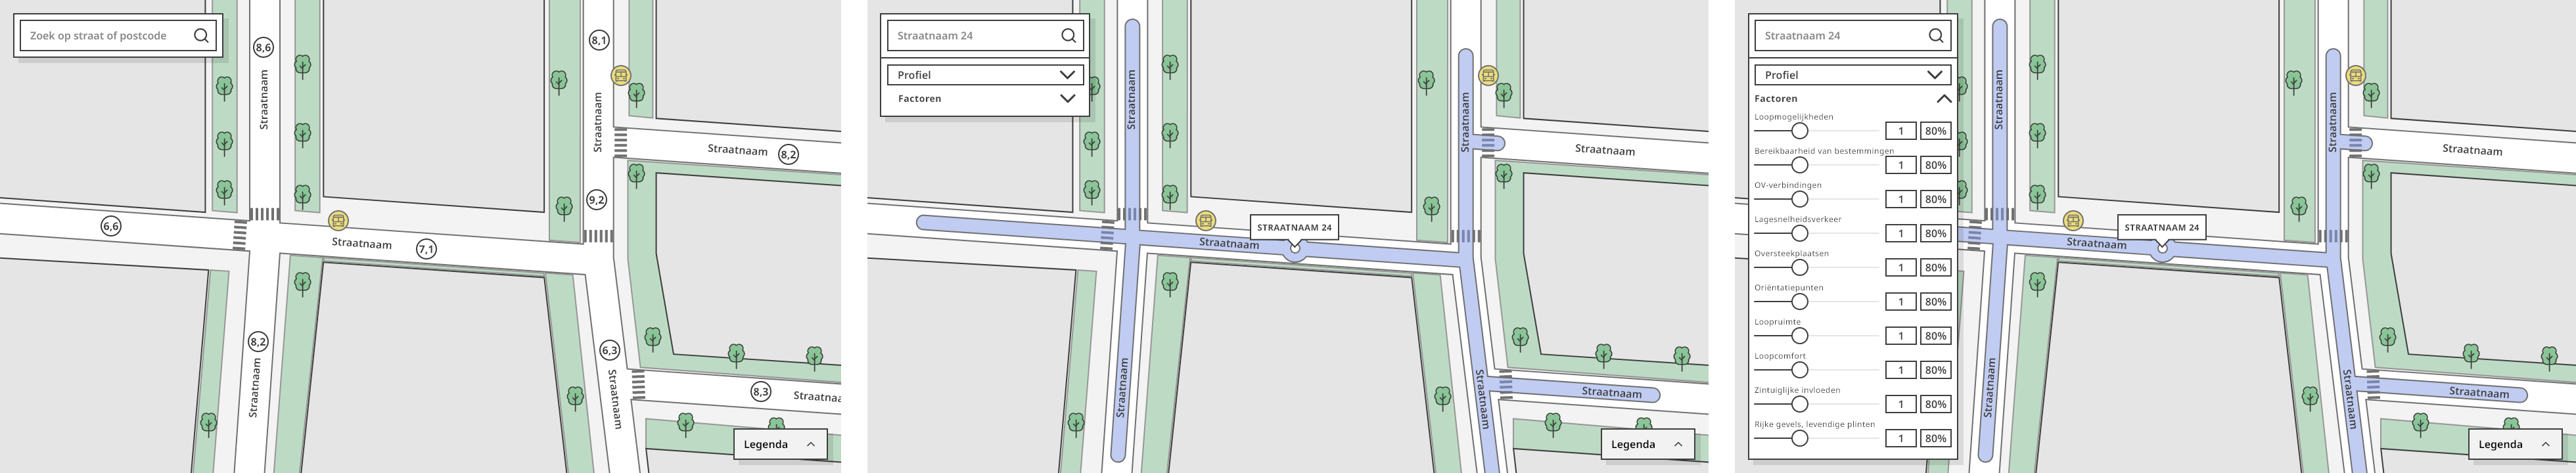 Zoek op straat of postcode
8,6
8,1
Straatnaam
Straatnaam
Straatnaam
8,2
9,2
6,6
Straatnaam
7,1
8,2
6,3
Straatnaam
Straatnaam
8,3
Straatna
Legenda
Straatnaam 24
Profiel
Factoren
Straatnaam
Straatnaam
Straatnaam
STRAATNAAM 24
Straatnaam
Straatnaam
Straatnaam
Straatnaam
Legenda
Straatnaam 24
Profiel
Factoren
Loopmogelijkheden
1 80%
Bereikbaarheid van bestemmingen
1 80%
OV-verbindingen
1 80%
Lagesnelheidsverkeer
1 80%
Oversteekplaatsen
1 80%
Oriëntatiepunten
1 80%
Loopruimte
1 80%
Loopcomfort
1 80%
Zintuiglijke invloeden
1 80%
Rijke gevels, levendige plinten
1 80%
Straatnaam
Straatnaam
Straatnaam
STRAATNAAM 24
Straatnaam
Straatnaam
Straatnaam
Straatnaam
Legenda